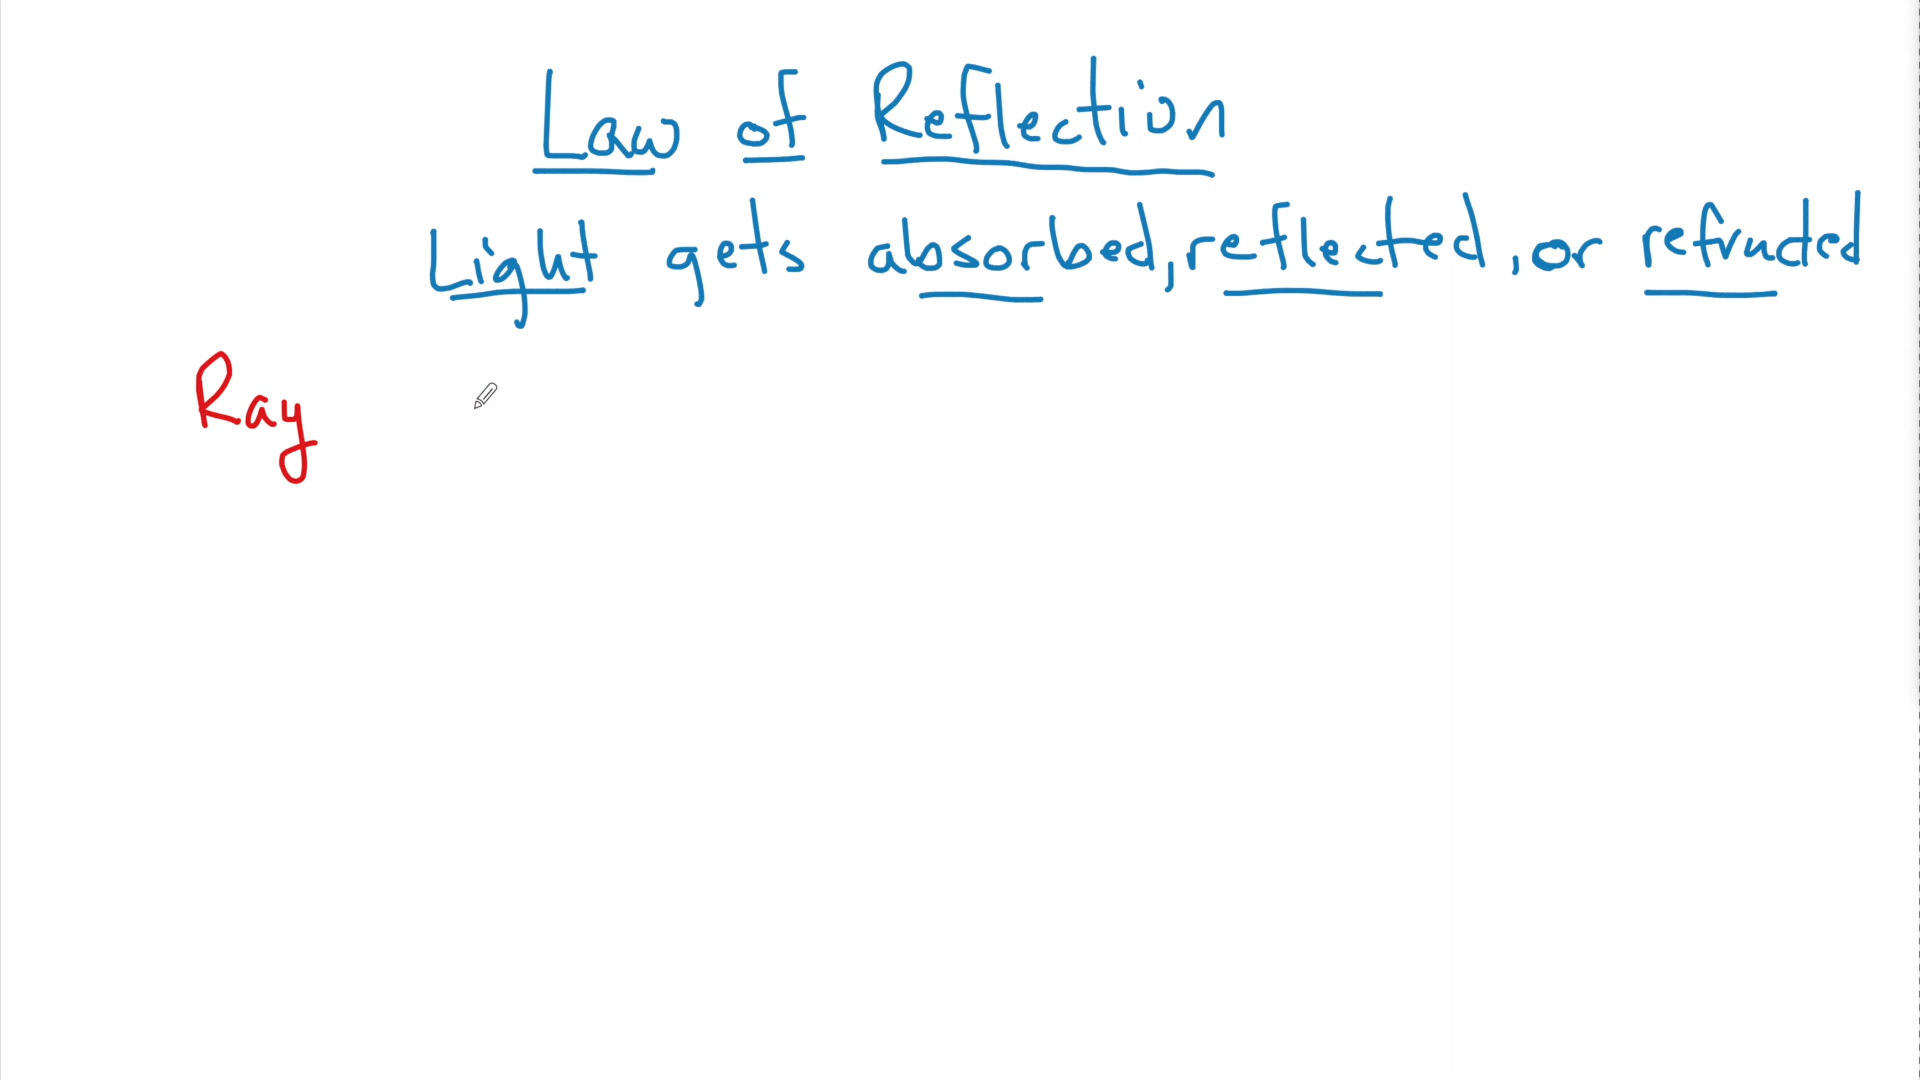 Law of Reflection
Light gets absorbed, reflected, or refracted
Ray